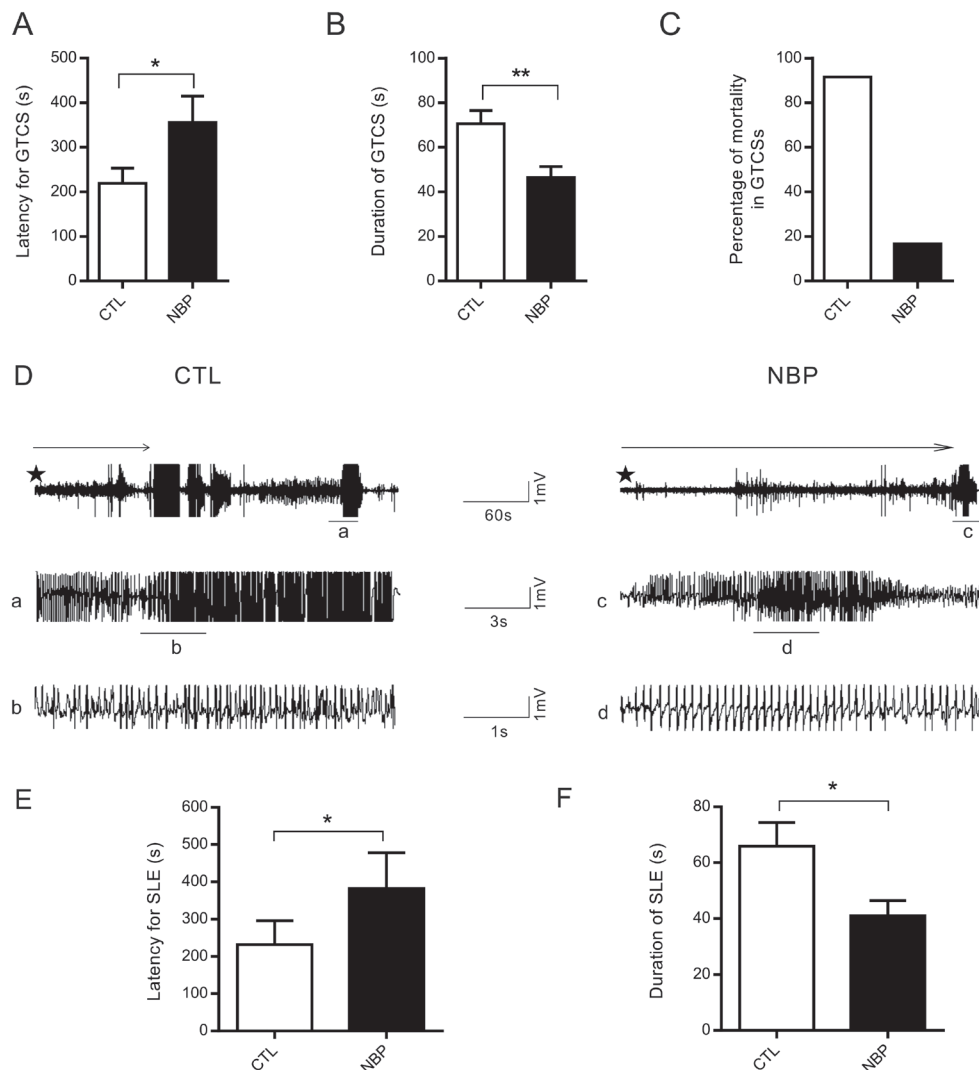 A
Latency for GTCS (s)
500
400
300
200
100
0
*
CTL
NBP
B
Duration of GTCS (s)
100
80
60
40
20
0
**
CTL
NBP
C
Percentage of mortality
in GTCSs
100
80
60
40
20
0
CTL
NBP
D
CTL
NBP
a
60s
1mV
c
a
b
3s
1mV
c
d
b
1s
1mV
d
E
Latency for SLE (s)
600
500
400
300
200
100
0
*
CTL
NBP
F
Duration of SLE (s)
80
60
40
20
0
*
CTL
NBP